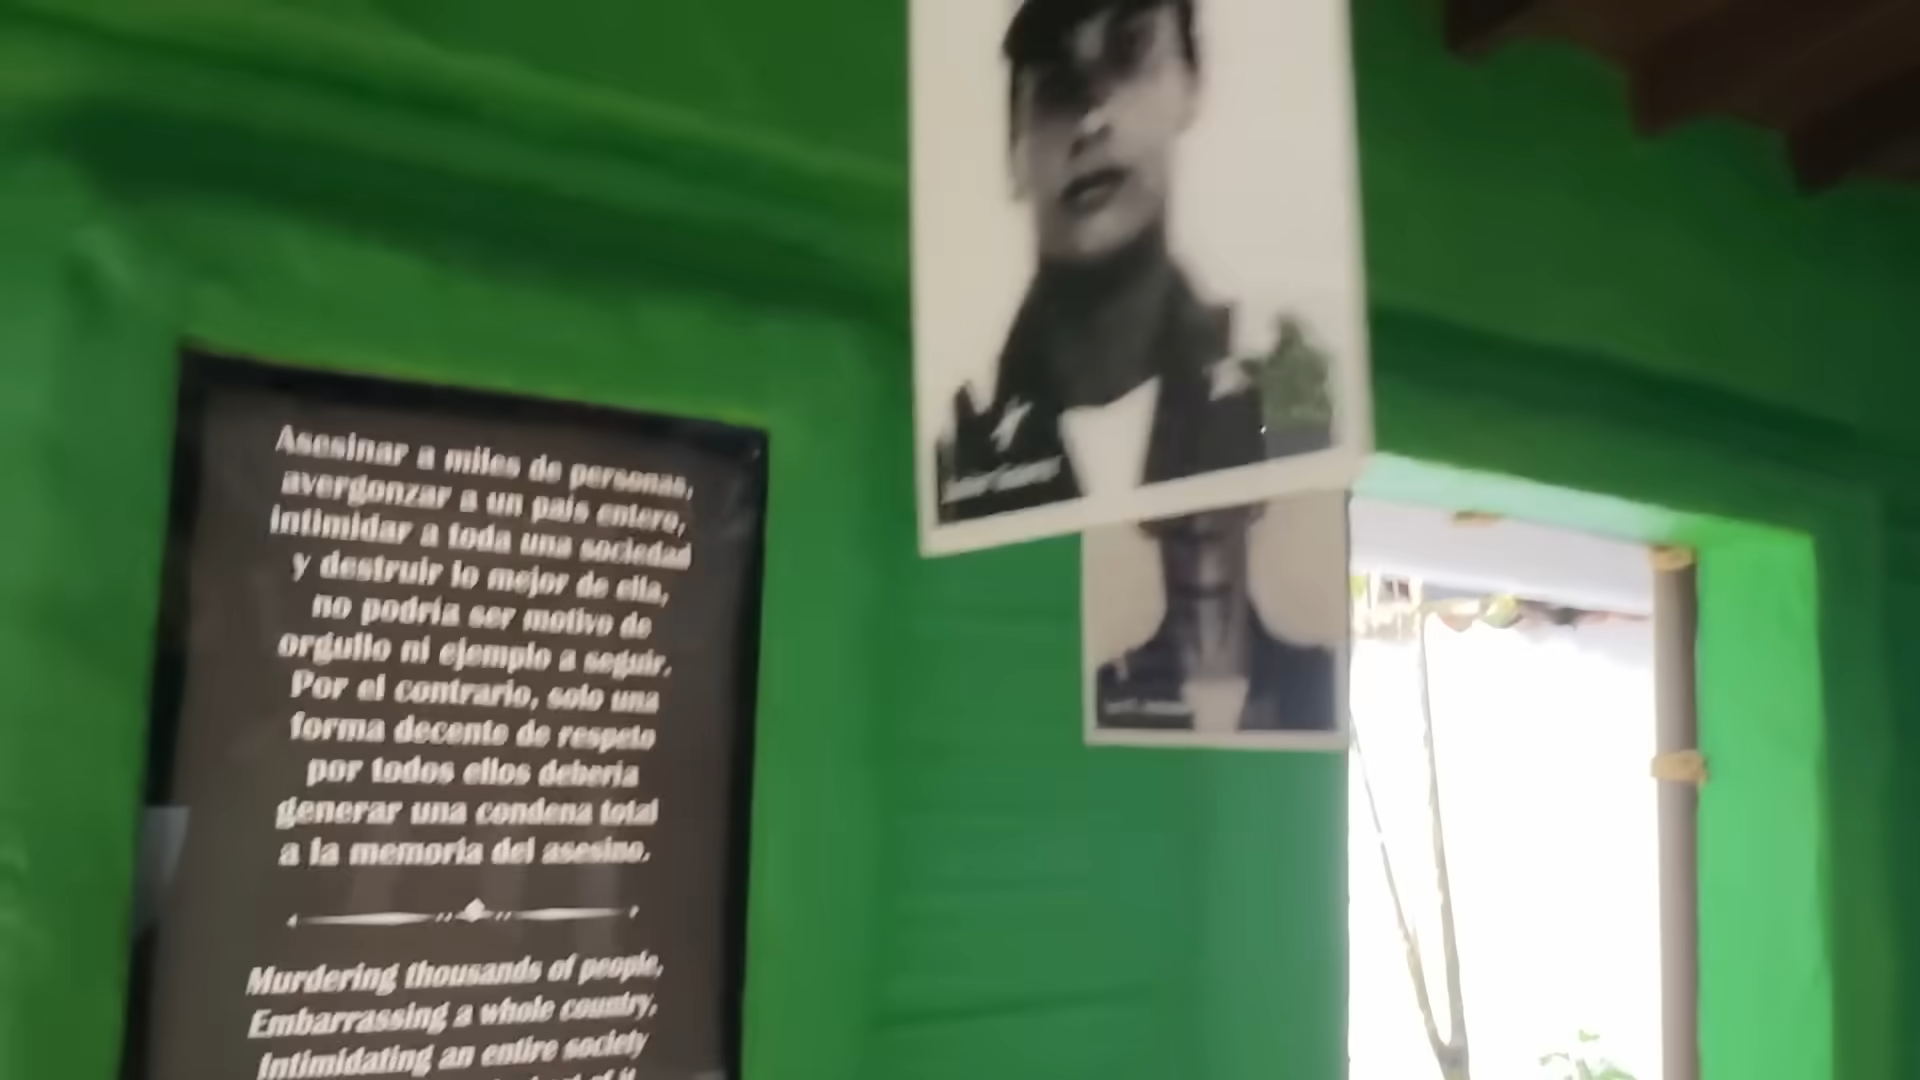 Asesinar a miles de personas,
avergonzar a un país entero,
intimidar a toda una sociedad
y destruir lo mejor de ella,
no podría ser motivo de
orgullo ni ejemplo a seguir.
Por el contrario, solo una
forma decente de respeto
por todos ellos debería
generar una condena total
a la memoria del asesino.
Murdering thousands of people,
Embarrassing a whole country,
Intimidating an entire society
of it